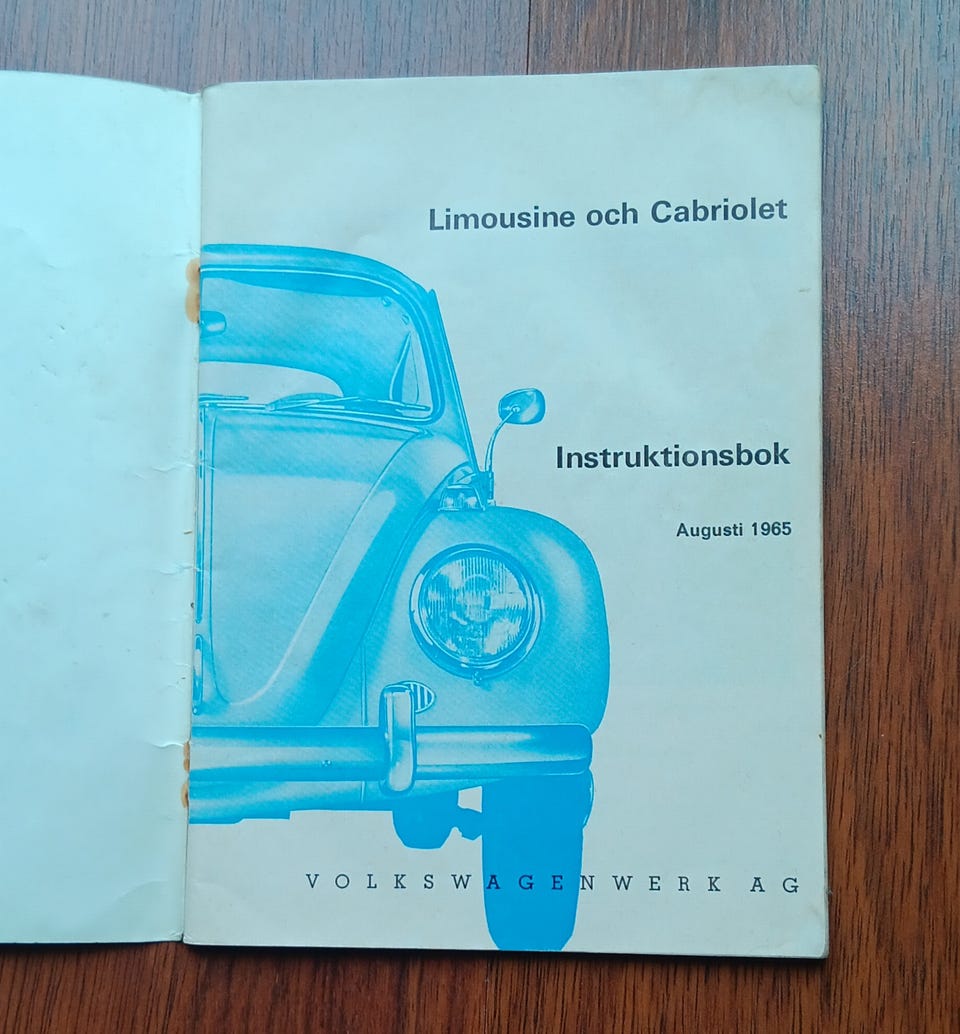 Limousine och Cabriolet
Instruktionsbok
Augusti 1965
VOLKSWAGENWERK AG